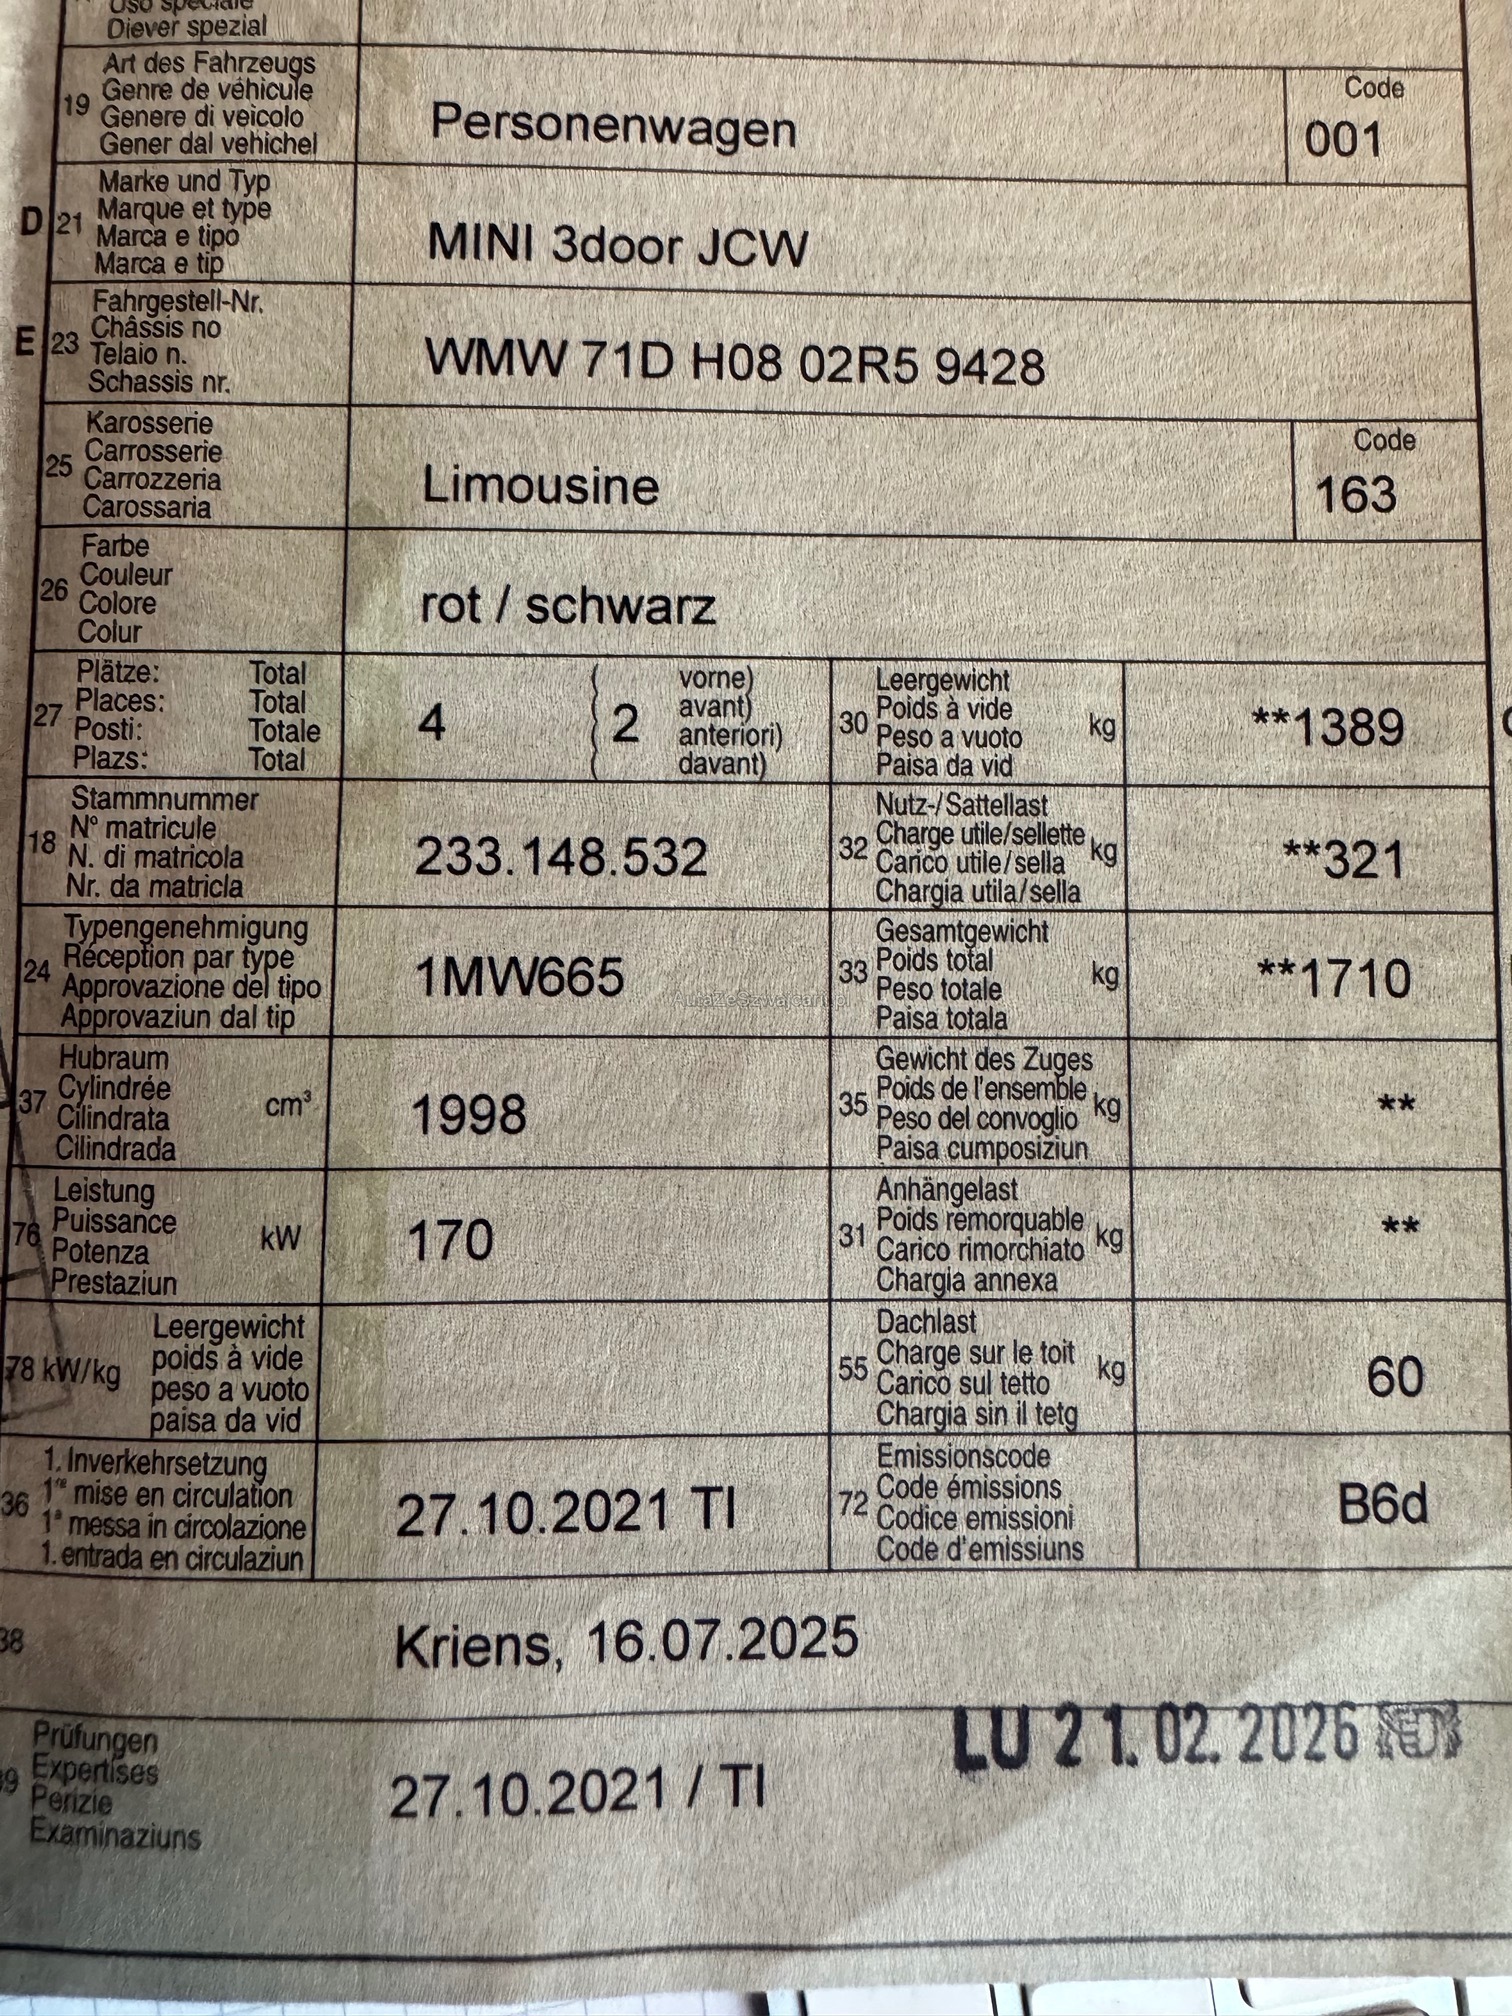 Uso speciale
Diever spezial
Art des Fahrzeugs
19 Genre de véhicule
Genere di veicolo
Gener dal vehichel
Personenwagen
Code
001
Marke und Typ
D 21 Marque et type
Marca e tipo
Marca e tip
MINI 3door JCW
Fahrgestell-Nr.
E 23 Châssis no
Telaio n.
Schassis nr.
WMW 71D H08 02R5 9428
Karosserie
25 Carrosserie
Carrozzeria
Carossaria
Limousine
Code
163
Farbe
26 Couleur
Colore
Colur
rot / schwarz
Plätze: Total
27 Places: Total
Posti: Totale
Plazs: Total
4 ( 2 vorne)
( avant)
( anteriori)
( davant)
Leergewicht
30 Poids à vide kg
Peso a vuoto
Paisa da vid
**1389
Stammnummer
18 N° matricule
N. di matricola
Nr. da matricla
233.148.532
Nutz-/Sattellast
32 Charge utile/sellette kg
Carico utile/sella
Chargia utila/sella
**321
Typengenehmigung
24 Réception par type
Approvazione del tipo
Approvaziun dal tip
1MW665
Gesamtgewicht
33 Poids total kg
Peso totale
Paisa totala
**1710
Hubraum
37 Cylindrée cm³
Cilindrata
Cilindrada
1998
Gewicht des Zuges
35 Poids de l'ensemble kg
Peso del convoglio
Paisa cumposiziun
**
Leistung
76 Puissance kW
Potenza
Prestaziun
170
Anhängelast
31 Poids remorquable kg
Carico rimorchiato
Chargia annexa
**
Leergewicht
78 kW/kg poids à vide
peso a vuoto
paisa da vid
Dachlast
55 Charge sur le toit kg
Carico sul tetto
Chargia sin il tetg
60
1. Inverkehrsetzung
36 1re mise en circulation
1a messa in circolazione
1. entrada en circulaziun
27.10.2021 TI
Emissionscode
72 Code émissions
Codice emissioni
Code d'emissiuns
B6d
38
Kriens, 16.07.2025
Prüfungen
Expertises
Perizie
Examinaziuns
27.10.2021 / TI
LU 21.02.2026